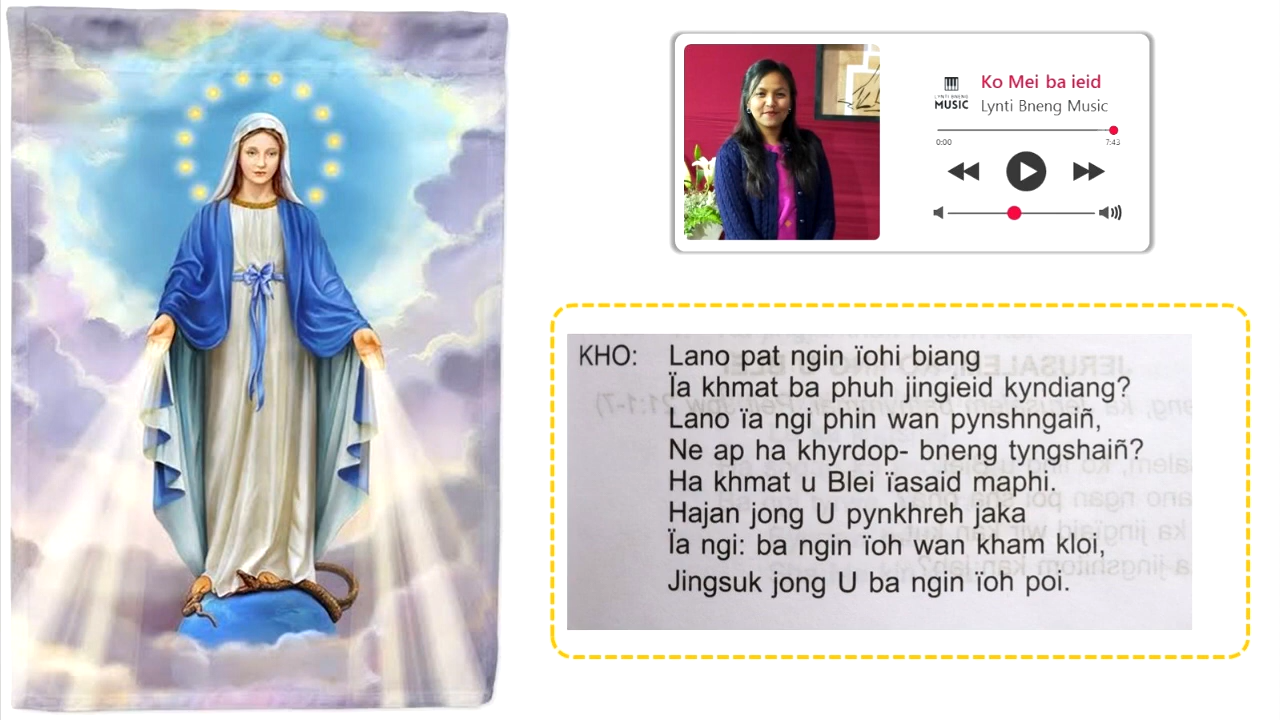 Ko Mei ba ieid
LYNTI BNENG
MUSIC
Lynti Bneng Music
0:00
7:43
KHO: Lano pat ngin ïohi biang
Ïa khmat ba phuh jingieid kyndiang?
Lano ïa ngi phin wan pynshngaiñ,
Ne ap ha khyrdop- bneng tyngshaiñ?
Ha khmat u Blei ïasaid maphi.
Hajan jong U pynkhreh jaka
Ïa ngi: ba ngin ïoh wan kham kloi,
Jingsuk jong U ba ngin ïoh poi.